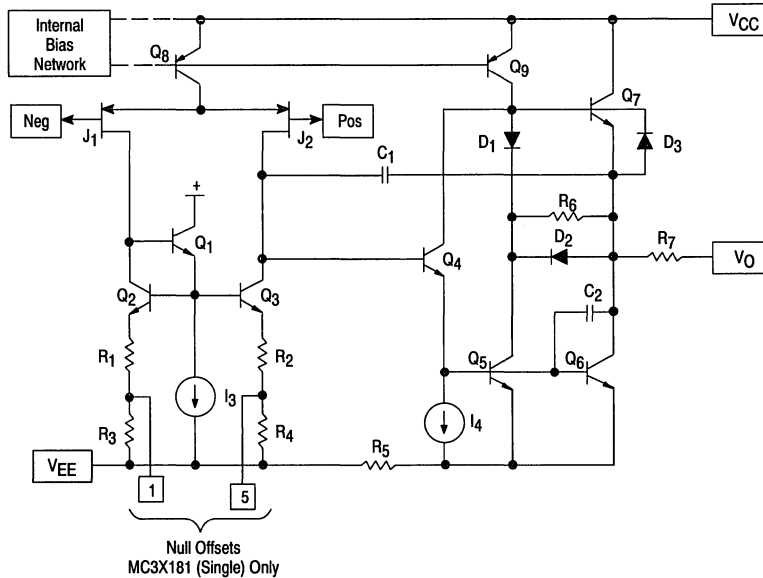 Internal
Bias
Network
VCC
Q8
Q9
Q7
Neg
J1
J2
Pos
D1
D3
C1
+
R6
Q1
D2
R7
VO
Q2
Q3
Q4
C2
R1
R2
Q5
Q6
I3
I4
R3
R4
R5
VEE
1
5
Null Offsets
MC3X181 (Single) Only